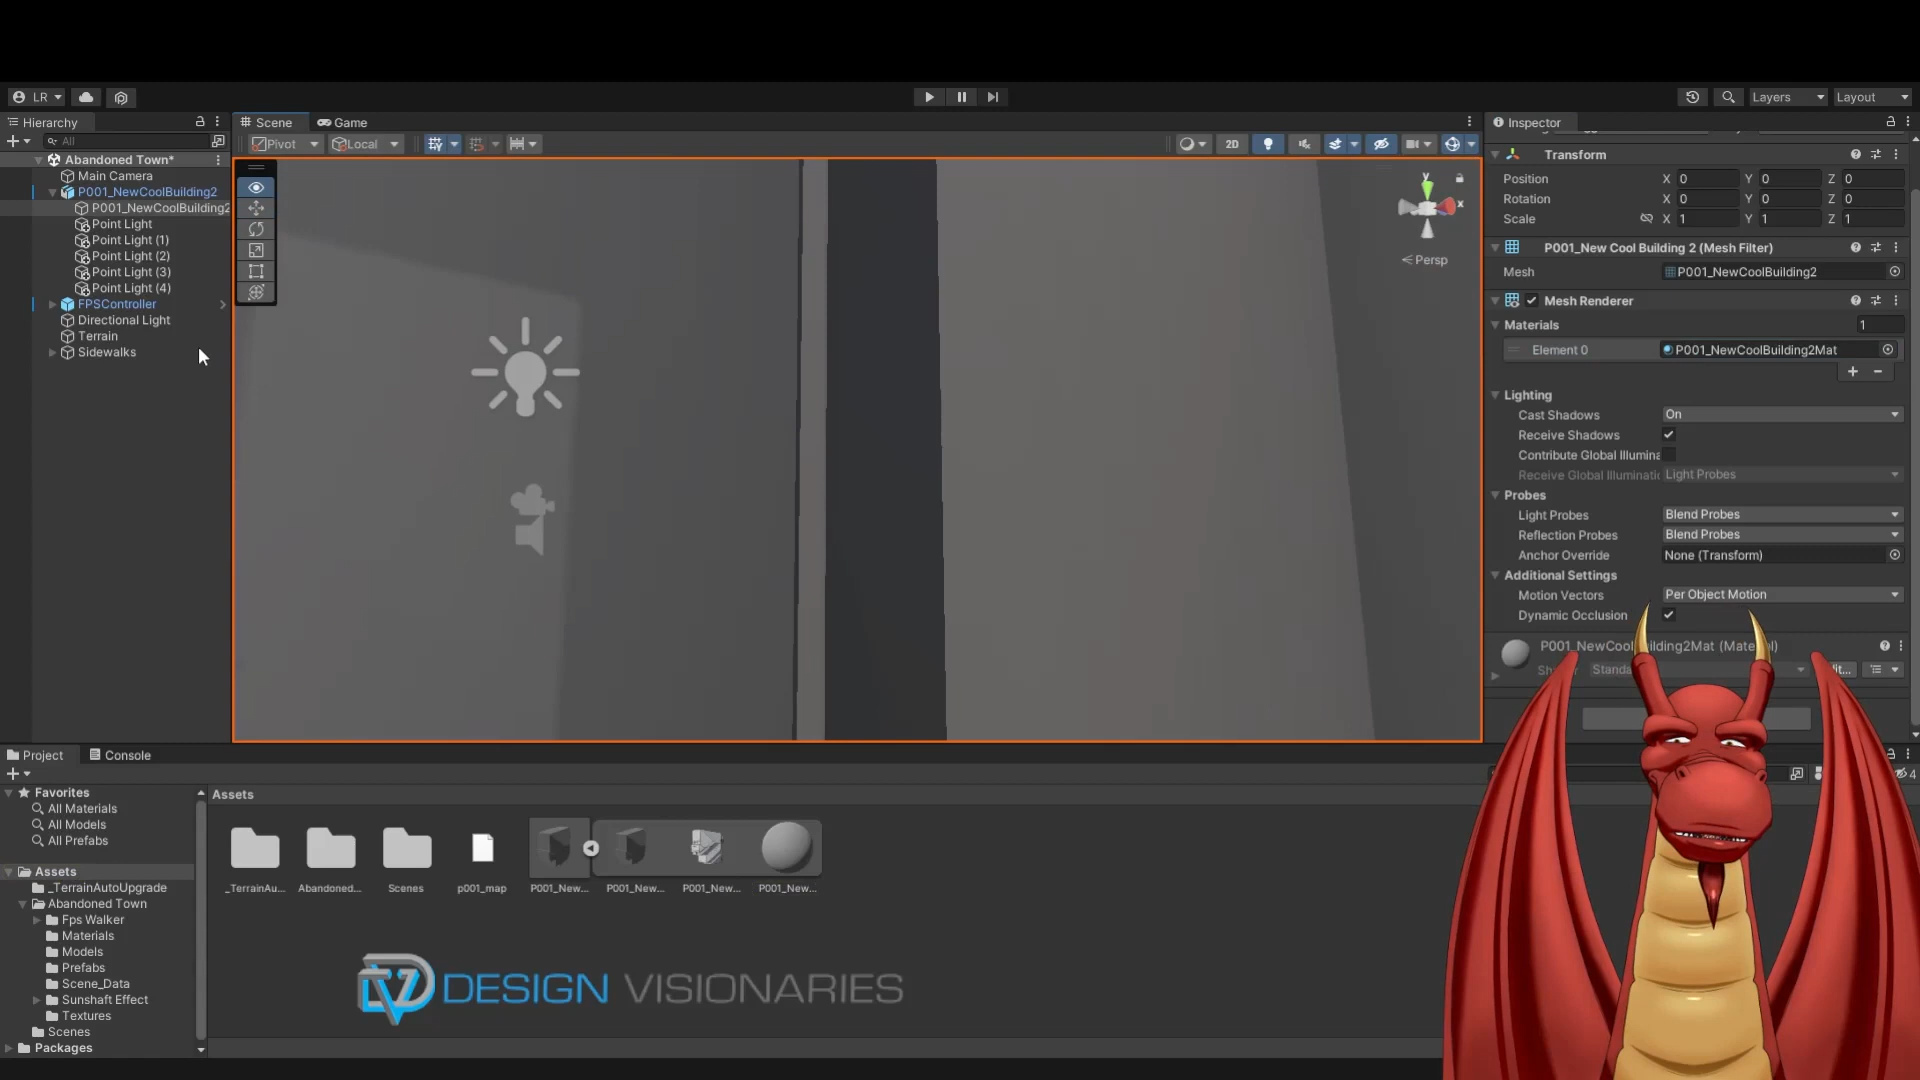 LR
Layers
Layout
Hierarchy
Scene
Game
Inspector
All
Pivot
Local
2D
Abandoned Town*
Main Camera
P001_NewCoolBuilding2
P001_NewCoolBuilding2
Point Light
Point Light (1)
Point Light (2)
Point Light (3)
Point Light (4)
FPSController
Directional Light
Terrain
Sidewalks
y
x
Persp
Transform
Position X 0 Y 0 Z 0
Rotation X 0 Y 0 Z 0
Scale X 1 Y 1 Z 1
P001_New Cool Building 2 (Mesh Filter)
Mesh P001_NewCoolBuilding2
Mesh Renderer
Materials 1
Element 0 P001_NewCoolBuilding2Mat
Lighting
Cast Shadows On
Receive Shadows
Contribute Global Illumina
Receive Global Illuminati Light Probes
Probes
Light Probes Blend Probes
Reflection Probes Blend Probes
Anchor Override None (Transform)
Additional Settings
Motion Vectors Per Object Motion
Dynamic Occlusion
Project
Console
Favorites
All Materials
All Models
All Prefabs
Assets
_TerrainAutoUpgrade
Abandoned Town
Fps Walker
Materials
Models
Prefabs
Scene_Data
Sunshaft Effect
Textures
Scenes
Packages
Assets
4
_TerrainAu...
Abandoned...
Scenes
p001_map
P001_New...
P001_New...
P001_New...
P001_New...
DV DESIGN VISIONARIES